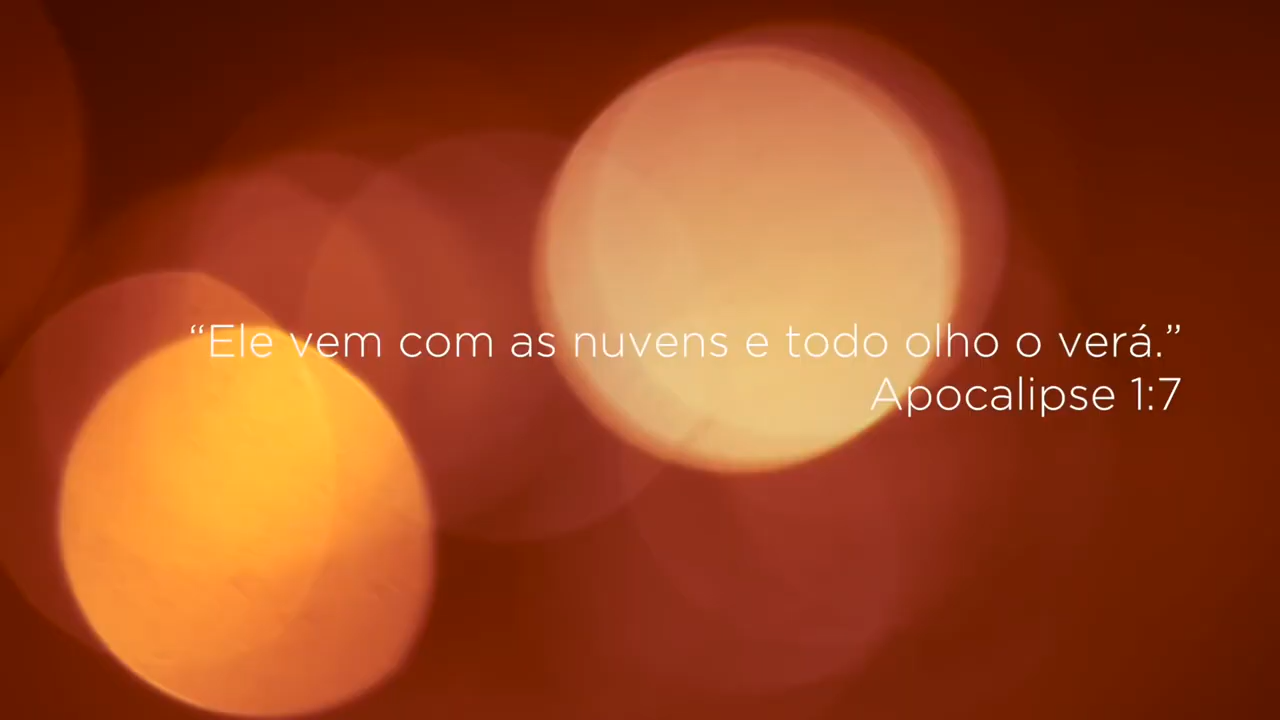 “Ele vem com as nuvens e todo olho o verá.”
Apocalipse 1:7